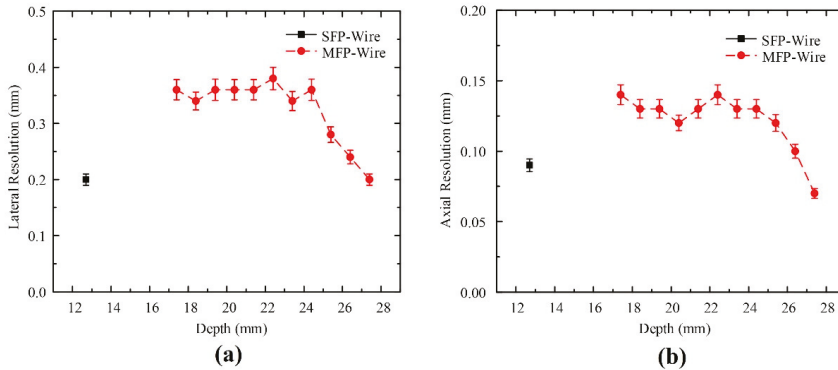 SFP-Wire
MFP-Wire
0.5
0.4
0.3
0.2
0.1
0.0
Lateral Resolution (mm)
12 14 16 18 20 22 24 26 28
Depth (mm)
(a)
SFP-Wire
MFP-Wire
0.20
0.15
0.10
0.05
0.00
Axial Resolution (mm)
12 14 16 18 20 22 24 26 28
Depth (mm)
(b)